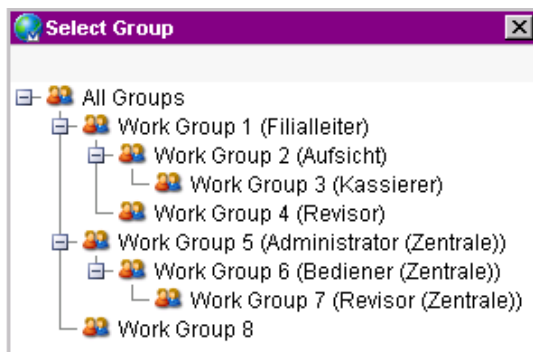 Select Group
All Groups
Work Group 1 (Filialleiter)
Work Group 2 (Aufsicht)
Work Group 3 (Kassierer)
Work Group 4 (Revisor)
Work Group 5 (Administrator (Zentrale))
Work Group 6 (Bediener (Zentrale))
Work Group 7 (Revisor (Zentrale))
Work Group 8